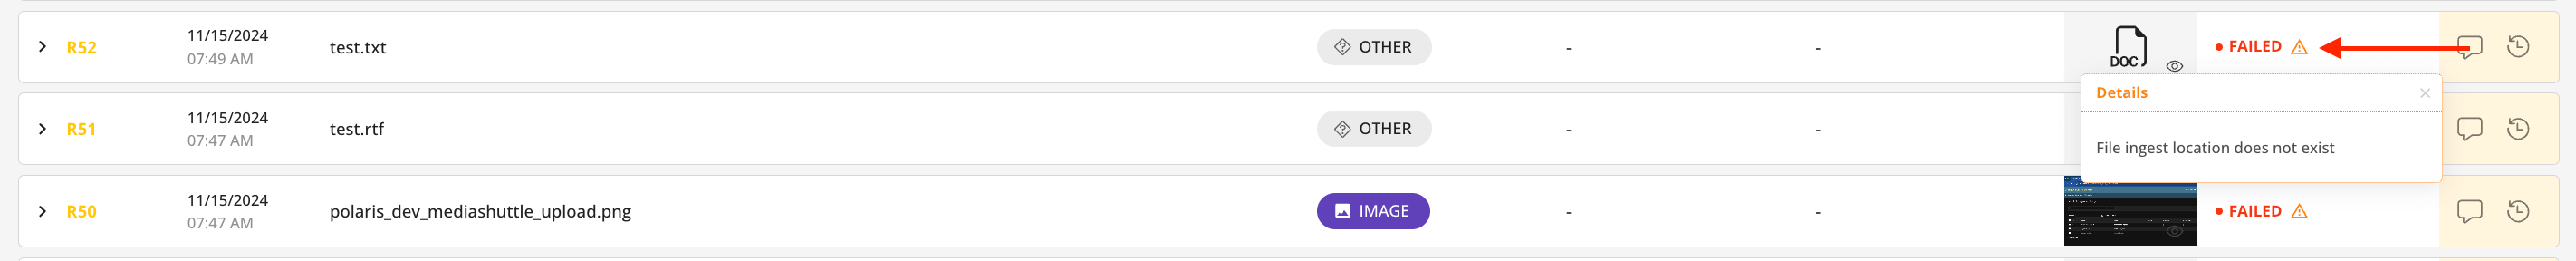 R52
11/15/2024
07:49 AM
test.txt
OTHER
-
-
DOC
FAILED
Details
File ingest location does not exist
R51
11/15/2024
07:47 AM
test.rtf
OTHER
-
-
R50
11/15/2024
07:47 AM
polaris_dev_mediashuttle_upload.png
IMAGE
-
-
FAILED